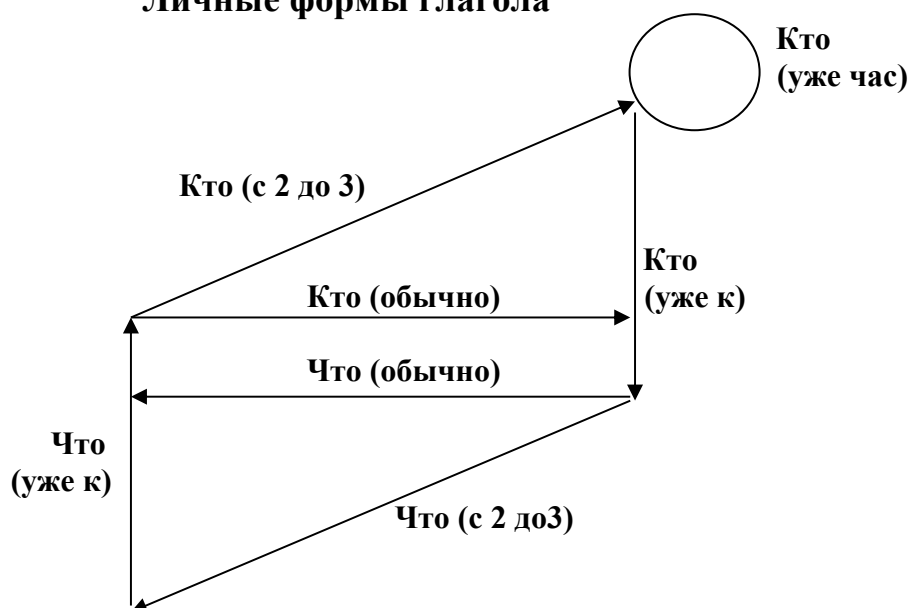 Личные формы глагола
Кто
(уже час)
Кто (с 2 до 3)
Кто
(уже к)
Кто (обычно)
Что (обычно)
Что
(уже к)
Что (с 2 до3)